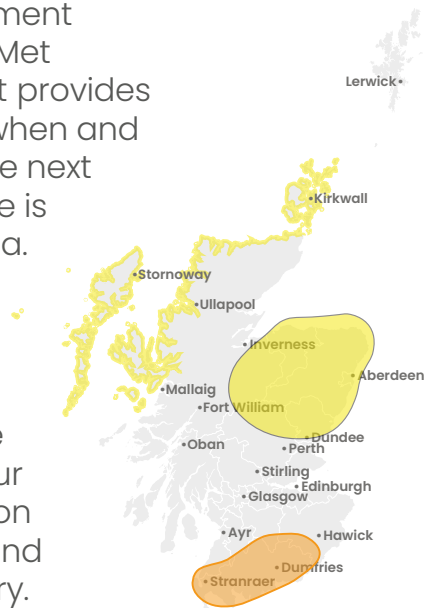 ment
Met
t provides
when and
e next
e is
a.
e
ur
on
nd
ry.
Lerwick
Kirkwall
Stornoway
Ullapool
Inverness
Aberdeen
Mallaig
Fort William
Dundee
Oban
Perth
Stirling
Edinburgh
Glasgow
Ayr
Hawick
Dumfries
Stranraer